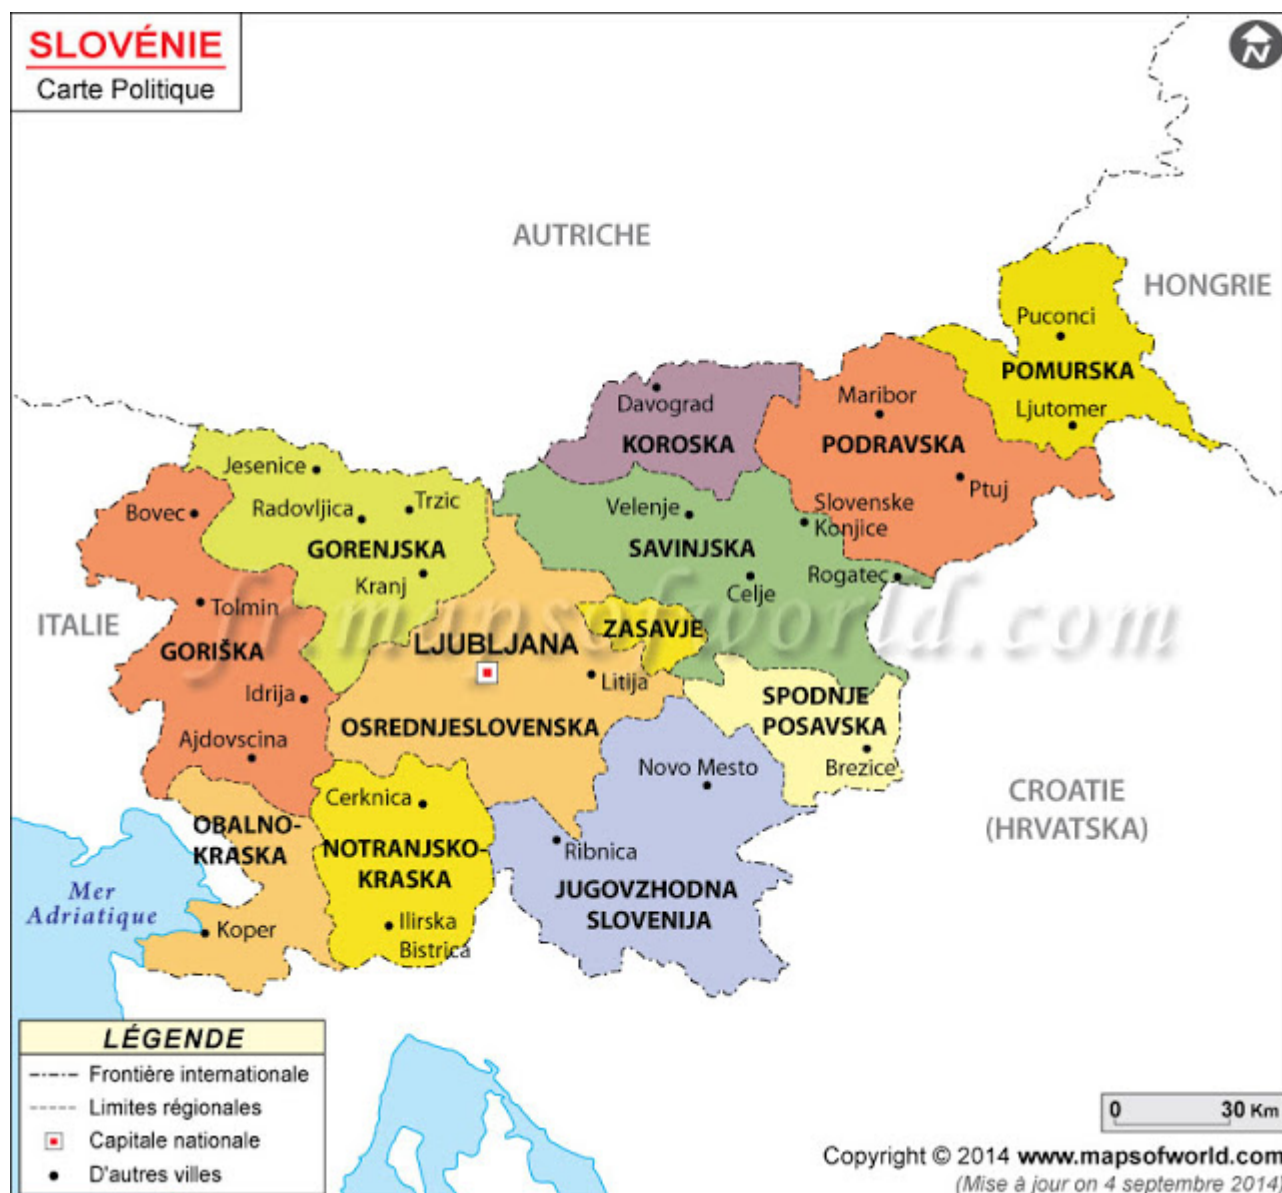 SLOVÉNIE
Carte Politique
N
AUTRICHE
HONGRIE
Puconci
POMURSKA
Ljutomer
Davograd
KOROSKA
Maribor
PODRAVSKA
Ptuj
Jesenice
Radovljica
Trzic
Bovec
GORENJSKA
Kranj
Velenje
SAVINJSKA
Slovenske
Konjice
Celje
Rogatec
fr.mapsofworld.com
ITALIE
Tolmin
GORIŠKA
Idrija
Ajdovscina
LJUBLJANA
ZASAVJE
Litija
OSREDNJESLOVENSKA
SPODNJE
POSAVSKA
Brezice
Novo Mesto
CROATIE
(HRVATSKA)
Cerknica
OBALNO-
KRASKA
NOTRANJSKO-
KRASKA
Ribnica
JUGOVZHODNA
SLOVENIJA
Mer
Adriatique
Koper
Ilirska
Bistrica
LÉGENDE
Frontière internationale
Limites régionales
Capitale nationale
D'autres villes
0 30 Km
Copyright © 2014 www.mapsofworld.com
(Mise à jour on 4 septembre 2014)